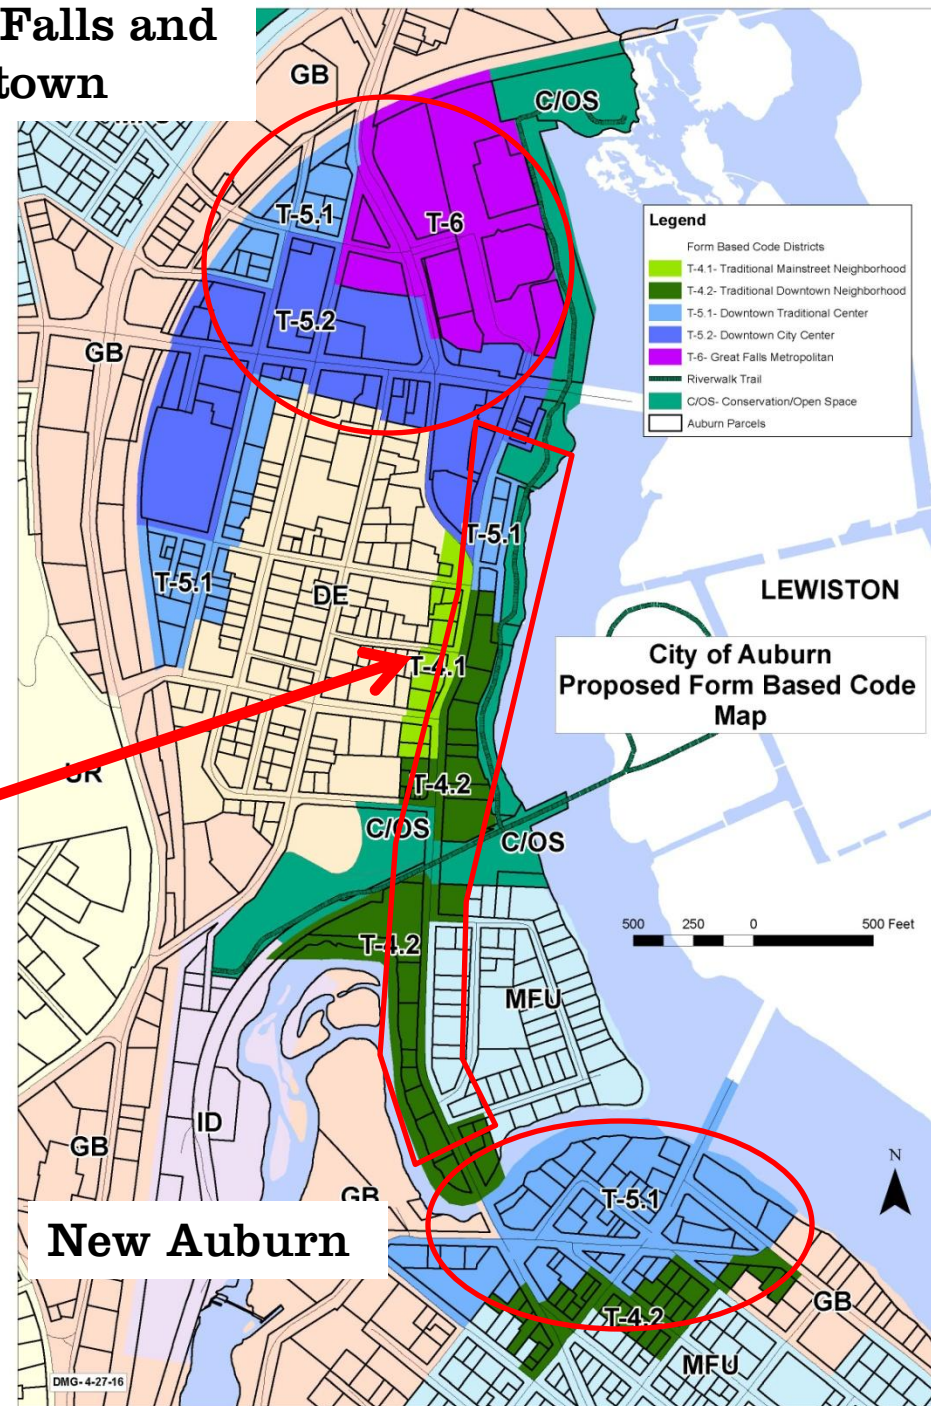 Falls and
town
GB
C/OS
T-5.1
T-6
T-5.2
GB
Legend
Form Based Code Districts
T-4.1- Traditional Mainstreet Neighborhood
T-4.2- Traditional Downtown Neighborhood
T-5.1- Downtown Traditional Center
T-5.2- Downtown City Center
T-6- Great Falls Metropolitan
Riverwalk Trail
C/OS- Conservation/Open Space
Auburn Parcels
T-5.1
T-5.1
DE
LEWISTON
City of Auburn
Proposed Form Based Code
Map
T-4.1
UR
T-4.2
C/OS
C/OS
500 250 0 500 Feet
T-4.2
MFU
ID
GB
N
GB
T-5.1
New Auburn
GB
T-4.2
MFU
DMG- 4-27-16